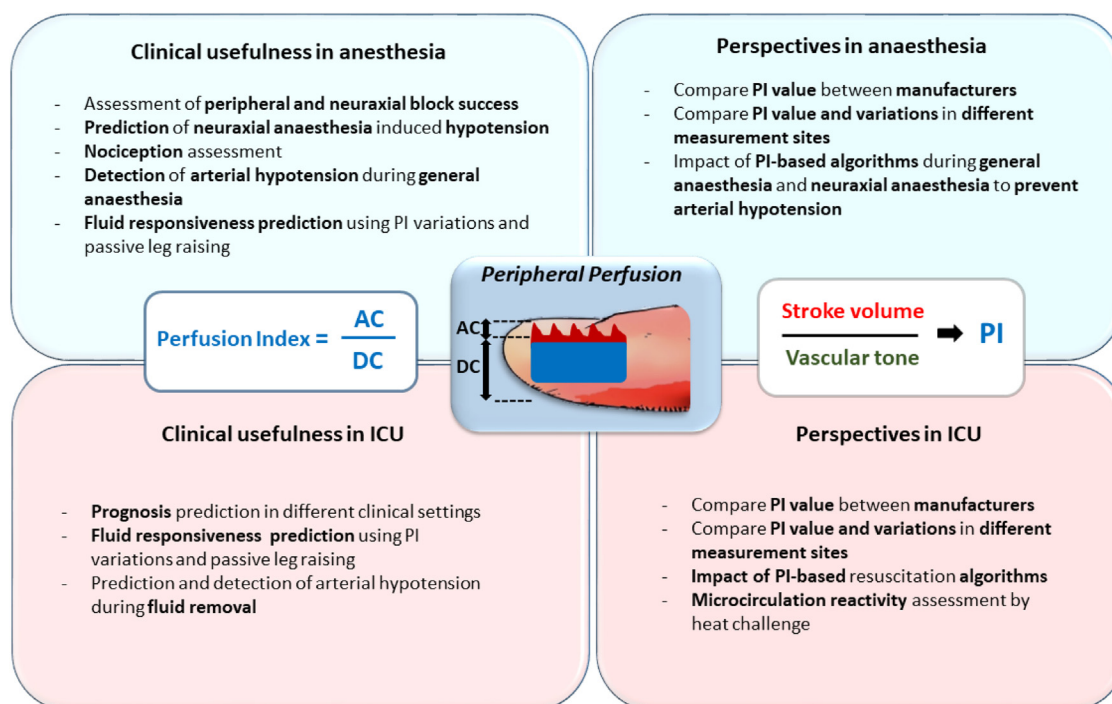 Clinical usefulness in anesthesia
- Assessment of peripheral and neuraxial block success
- Prediction of neuraxial anaesthesia induced hypotension
- Nociception assessment
- Detection of arterial hypotension during general
anaesthesia
- Fluid responsiveness prediction using PI variations and
passive leg raising
Perspectives in anaesthesia
- Compare PI value between manufacturers
- Compare PI value and variations in different
measurement sites
- Impact of PI-based algorithms during general
anaesthesia and neuraxial anaesthesia to prevent
arterial hypotension
Perfusion Index = AC
DC
Peripheral Perfusion
AC
DC
Stroke volume
Vascular tone
PI
Clinical usefulness in ICU
- Prognosis prediction in different clinical settings
- Fluid responsiveness prediction using PI
variations and passive leg raising
- Prediction and detection of arterial hypotension
during fluid removal
Perspectives in ICU
- Compare PI value between manufacturers
- Compare PI value and variations in different
measurement sites
- Impact of PI-based resuscitation algorithms
- Microcirculation reactivity assessment by
heat challenge